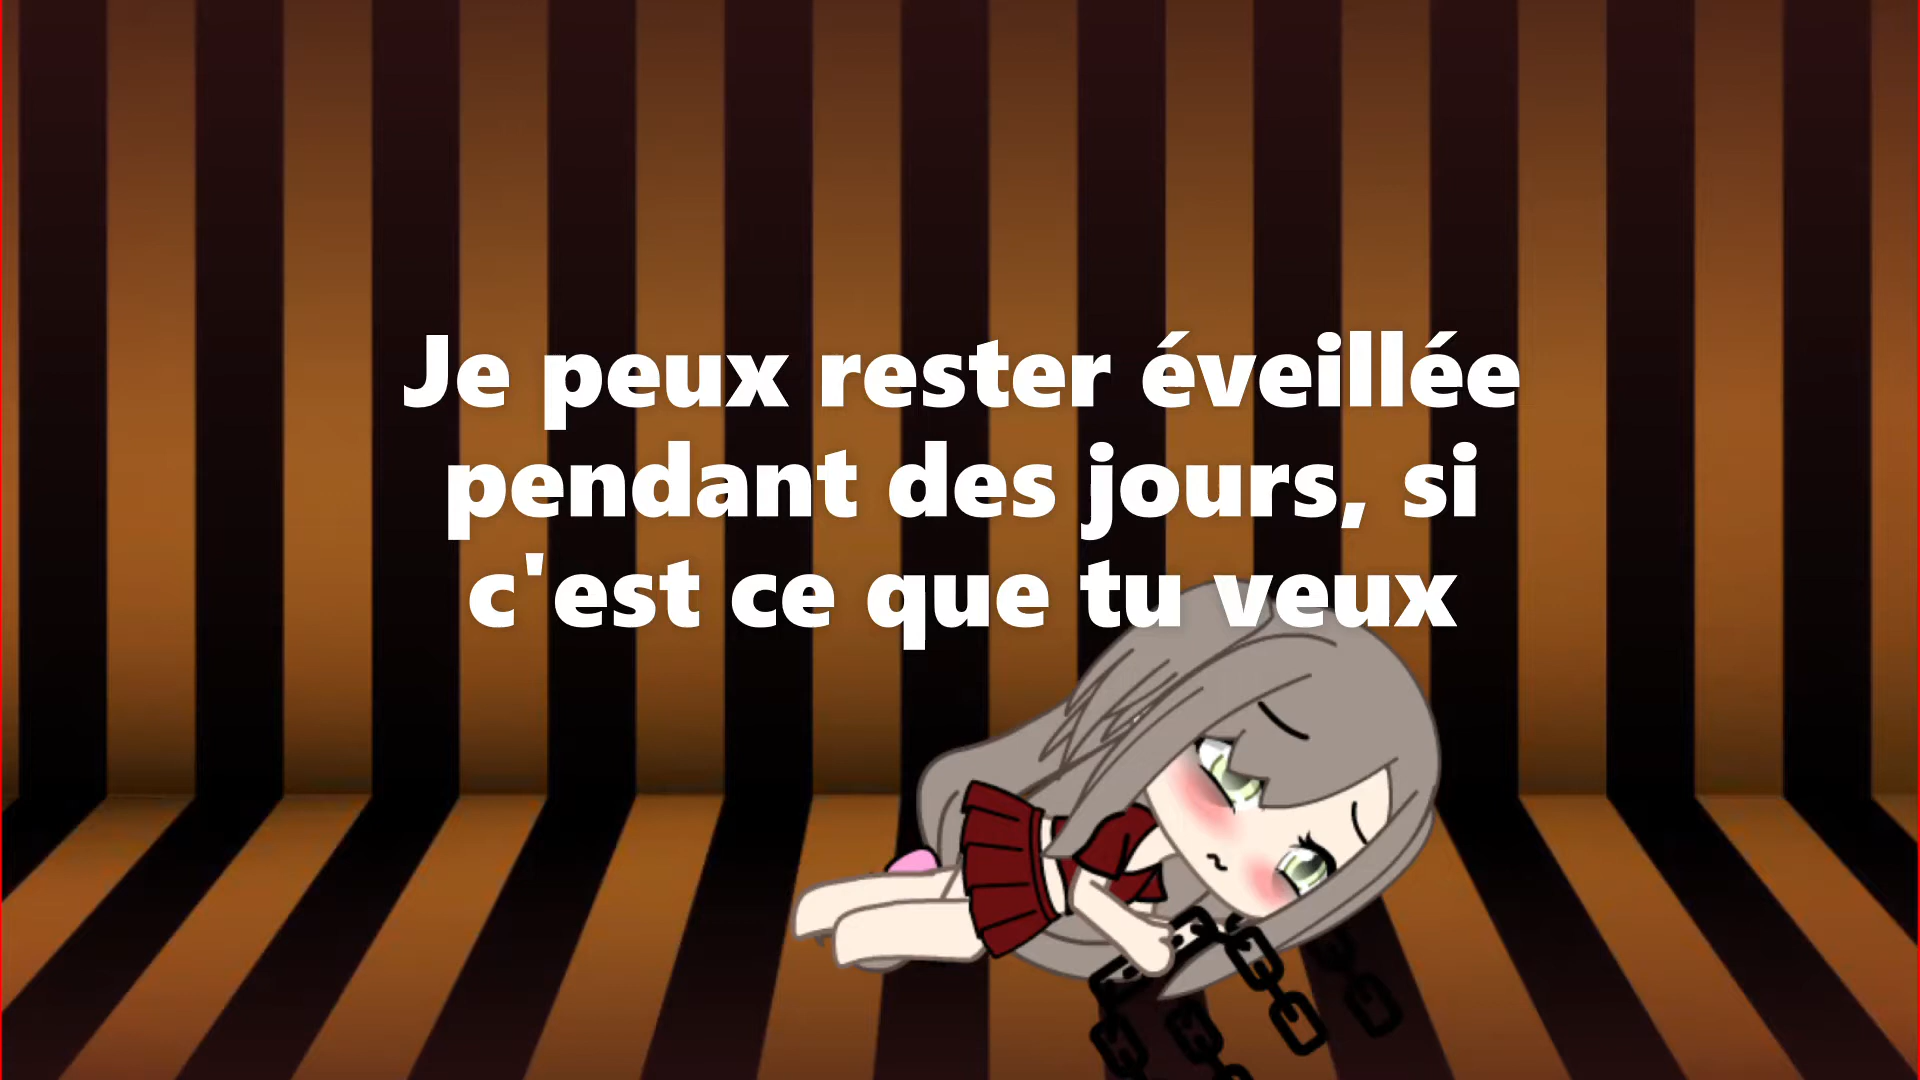 Je peux rester éveillée
pendant des jours, si
c'est ce que tu veux